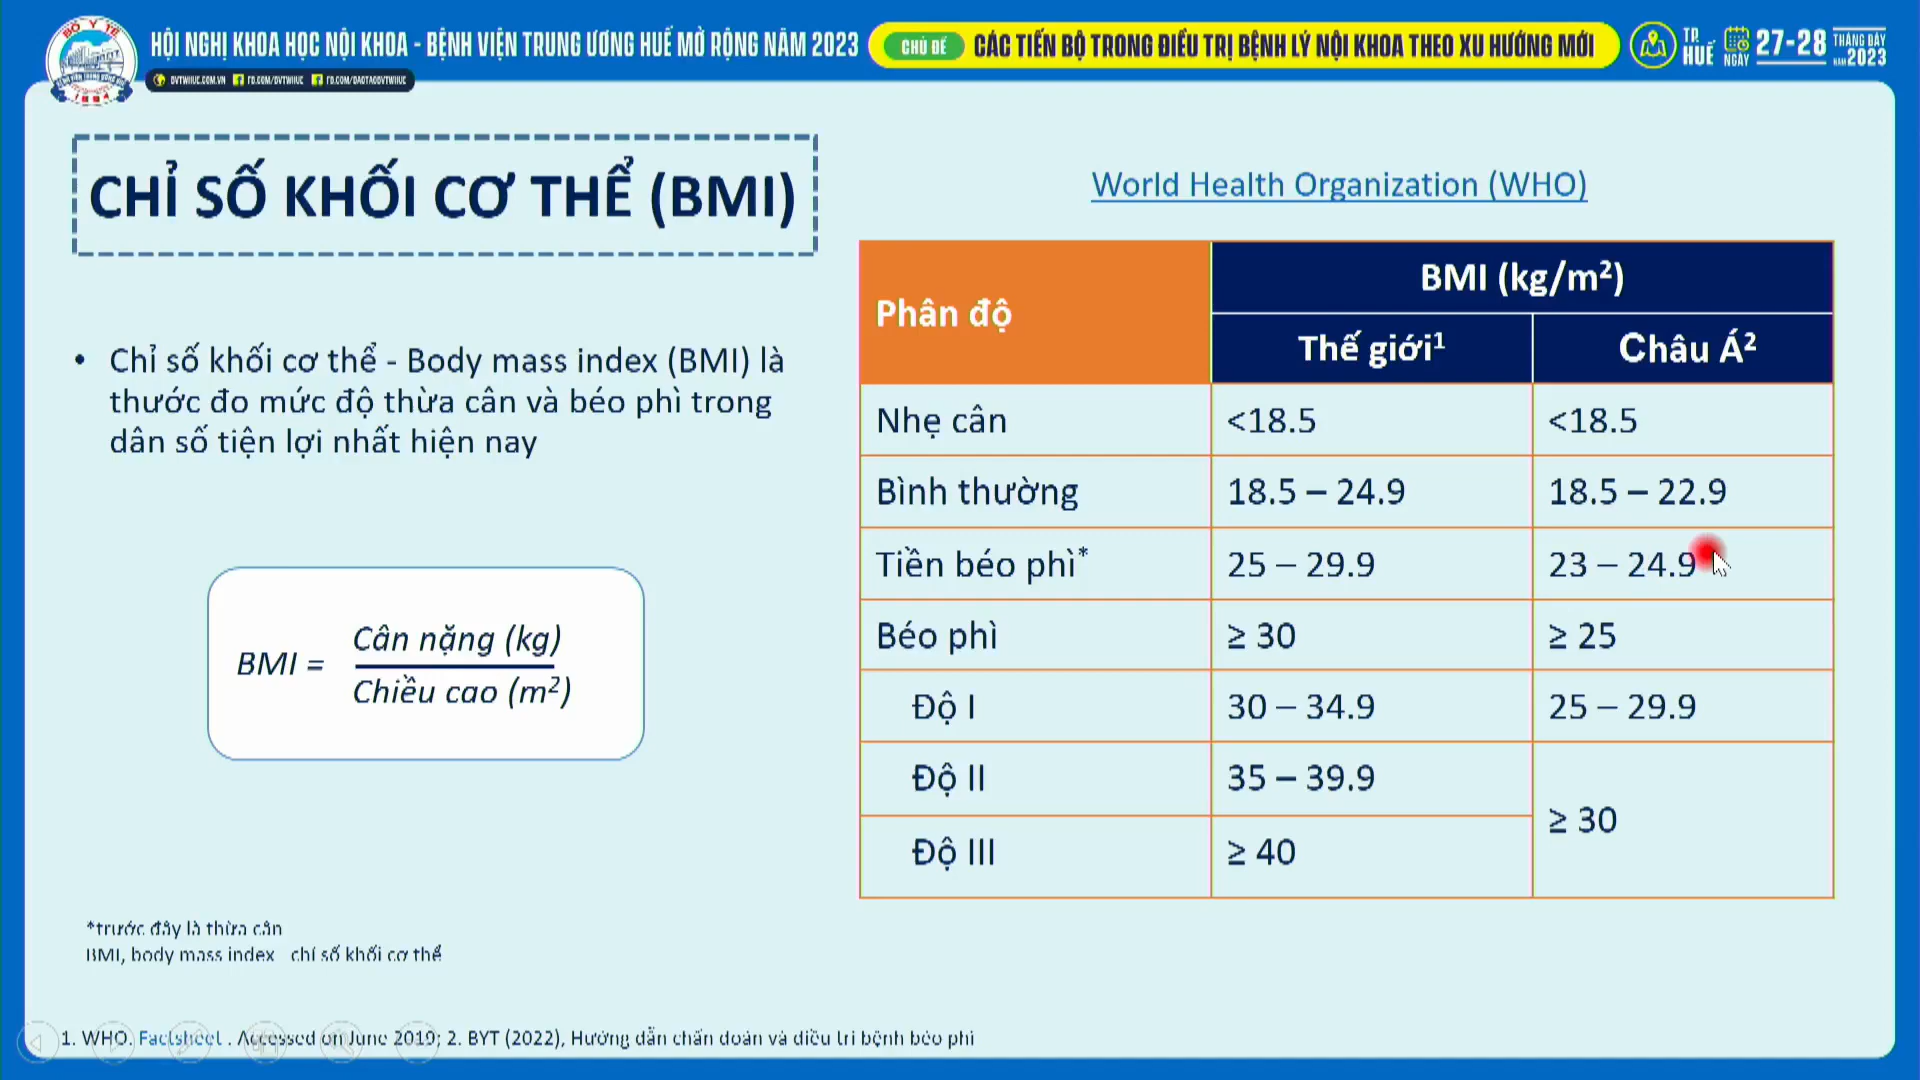 BỘ Y TẾ
1894
HỘI NGHỊ KHOA HỌC NỘI KHOA - BỆNH VIỆN TRUNG ƯƠNG HUẾ MỞ RỘNG NĂM 2023
BVTWHUE.COM.VN FB.COM/BVTWHUE FB.COM/DAOTAOBVTWHUE
CHỦ ĐỀ CÁC TIẾN BỘ TRONG ĐIỀU TRỊ BỆNH LÝ NỘI KHOA THEO XU HƯỚNG MỚI
TP. HUẾ
NGÀY 27-28 THÁNG BẢY NĂM 2023
CHỈ SỐ KHỐI CƠ THỂ (BMI)
• Chỉ số khối cơ thể - Body mass index (BMI) là
thước đo mức độ thừa cân và béo phì trong
dân số tiện lợi nhất hiện nay
BMI = Cân nặng (kg)
Chiều cao (m²)
World Health Organization (WHO)
Phân độ BMI (kg/m²)
Thế giới¹ Châu Á²
Nhẹ cân <18.5 <18.5
Bình thường 18.5 – 24.9 18.5 – 22.9
Tiền béo phì* 25 – 29.9 23 – 24.9
Béo phì ≥ 30 ≥ 25
Độ I 30 – 34.9 25 – 29.9
Độ II 35 – 39.9 ≥ 30
Độ III ≥ 40
*trước đây là thừa cân
BMI, body mass index chỉ số khối cơ thể
1. WHO. Factsheet . Accessed on June 2019; 2. BYT (2022), Hướng dẫn chẩn đoán và điều trị bệnh béo phì